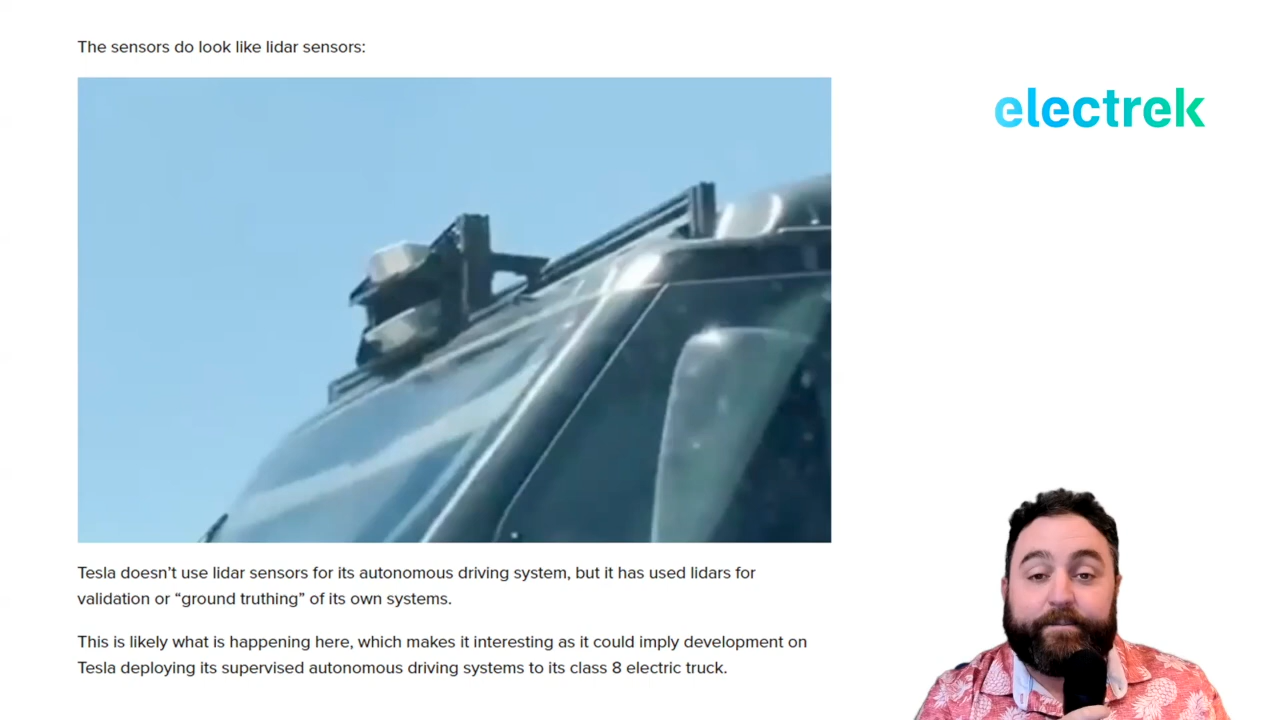 The sensors do look like lidar sensors:
electrek
Tesla doesn’t use lidar sensors for its autonomous driving system, but it has used lidars for
validation or “ground truthing” of its own systems.
This is likely what is happening here, which makes it interesting as it could imply development on
Tesla deploying its supervised autonomous driving systems to its class 8 electric truck.